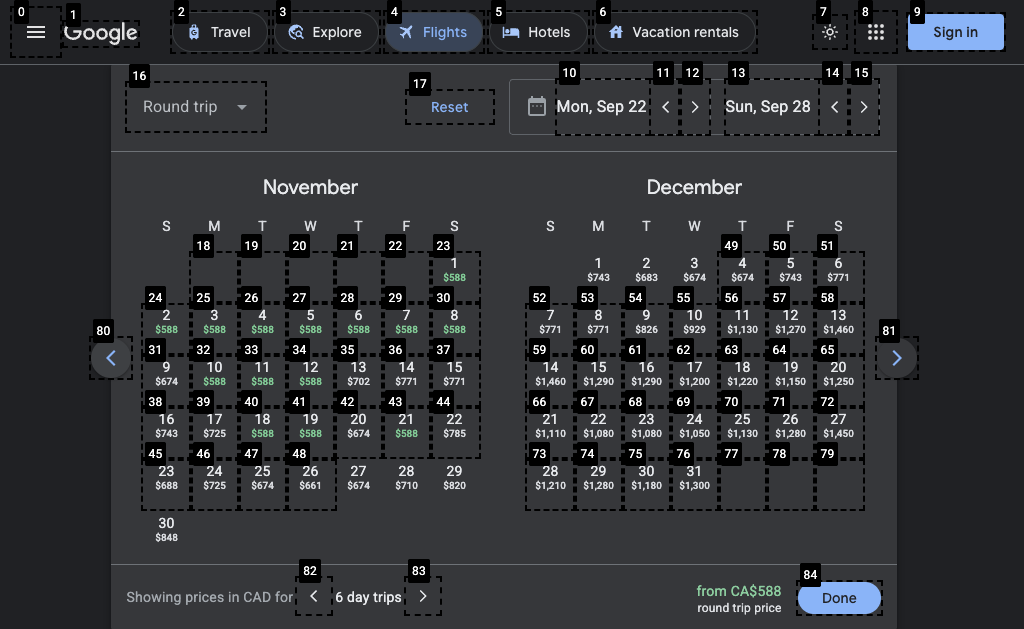 0 1 2 3 4 5 6 7 8 9
Google Travel Explore Flights Hotels Vacation rentals Sign in
16 17 10 11 12 13 14 15
Round trip Reset Mon, Sep 22 Sun, Sep 28
November
S M T W T F S
18 19 20 21 22 23
1
$588
24 25 26 27 28 29 30
2 3 4 5 6 7 8
$588 $588 $588 $588 $588 $588 $588
31 32 33 34 35 36 37
9 10 11 12 13 14 15
$674 $588 $588 $588 $702 $771 $771
38 39 40 41 42 43 44
16 17 18 19 20 21 22
$743 $725 $588 $588 $674 $588 $785
45 46 47 48
23 24 25 26 27 28 29
$688 $725 $674 $661 $674 $710 $820
30
$848
December
S M T W T F S
49 50 51
1 2 3 4 5 6
$743 $683 $674 $674 $743 $771
52 53 54 55 56 57 58
7 8 9 10 11 12 13
$771 $771 $826 $929 $1,130 $1,270 $1,460
59 60 61 62 63 64 65
14 15 16 17 18 19 20
$1,460 $1,290 $1,290 $1,200 $1,220 $1,150 $1,250
66 67 68 69 70 71 72
21 22 23 24 25 26 27
$1,110 $1,080 $1,080 $1,050 $1,130 $1,280 $1,450
73 74 75 76 77 78 79
28 29 30 31
$1,210 $1,280 $1,180 $1,300
80 81
82 83 84
Showing prices in CAD for 6 day trips
from CA$588
round trip price
Done